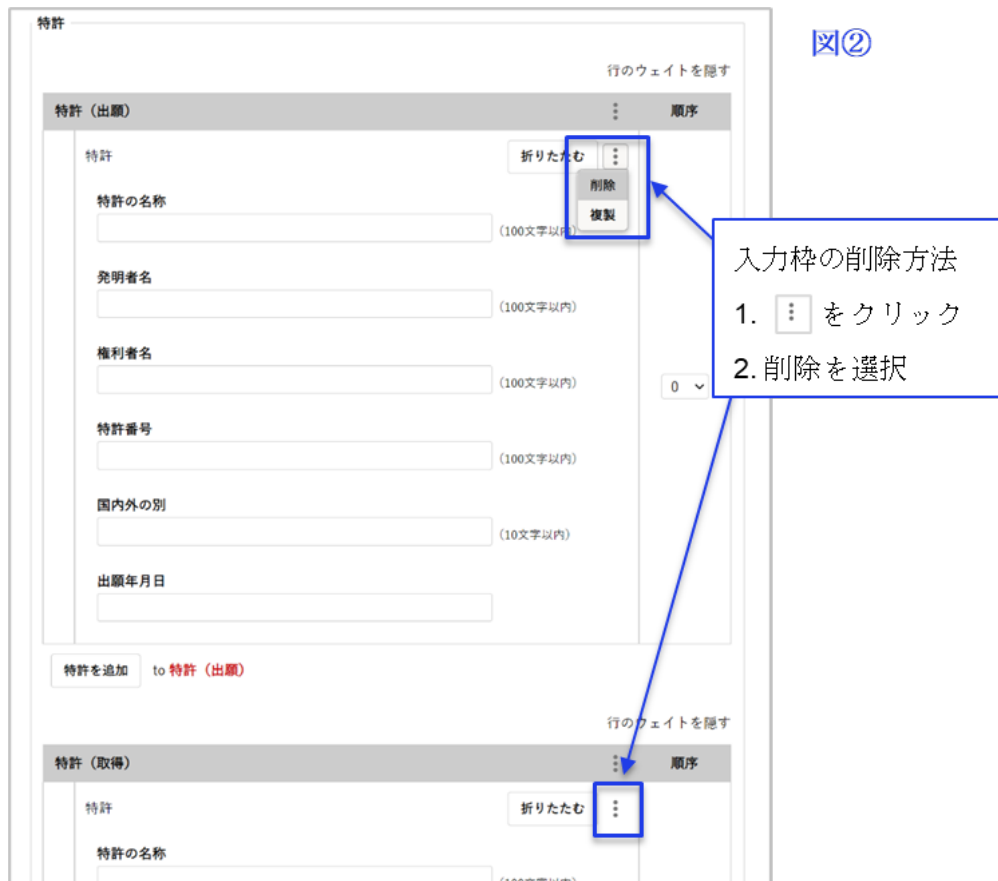 特許
図②
行のウェイトを隠す
特許（出願） 順序
特許 折りたたむ
削除
複製
特許の名称
(100文字以内)
発明者名
(100文字以内)
権利者名
(100文字以内)
0
特許番号
(100文字以内)
国内外の別
(10文字以内)
出願年月日
特許を追加 to 特許（出願）
行のウェイトを隠す
特許（取得） 順序
特許 折りたたむ
特許の名称
入力枠の削除方法
1. ⋮ をクリック
2. 削除を選択